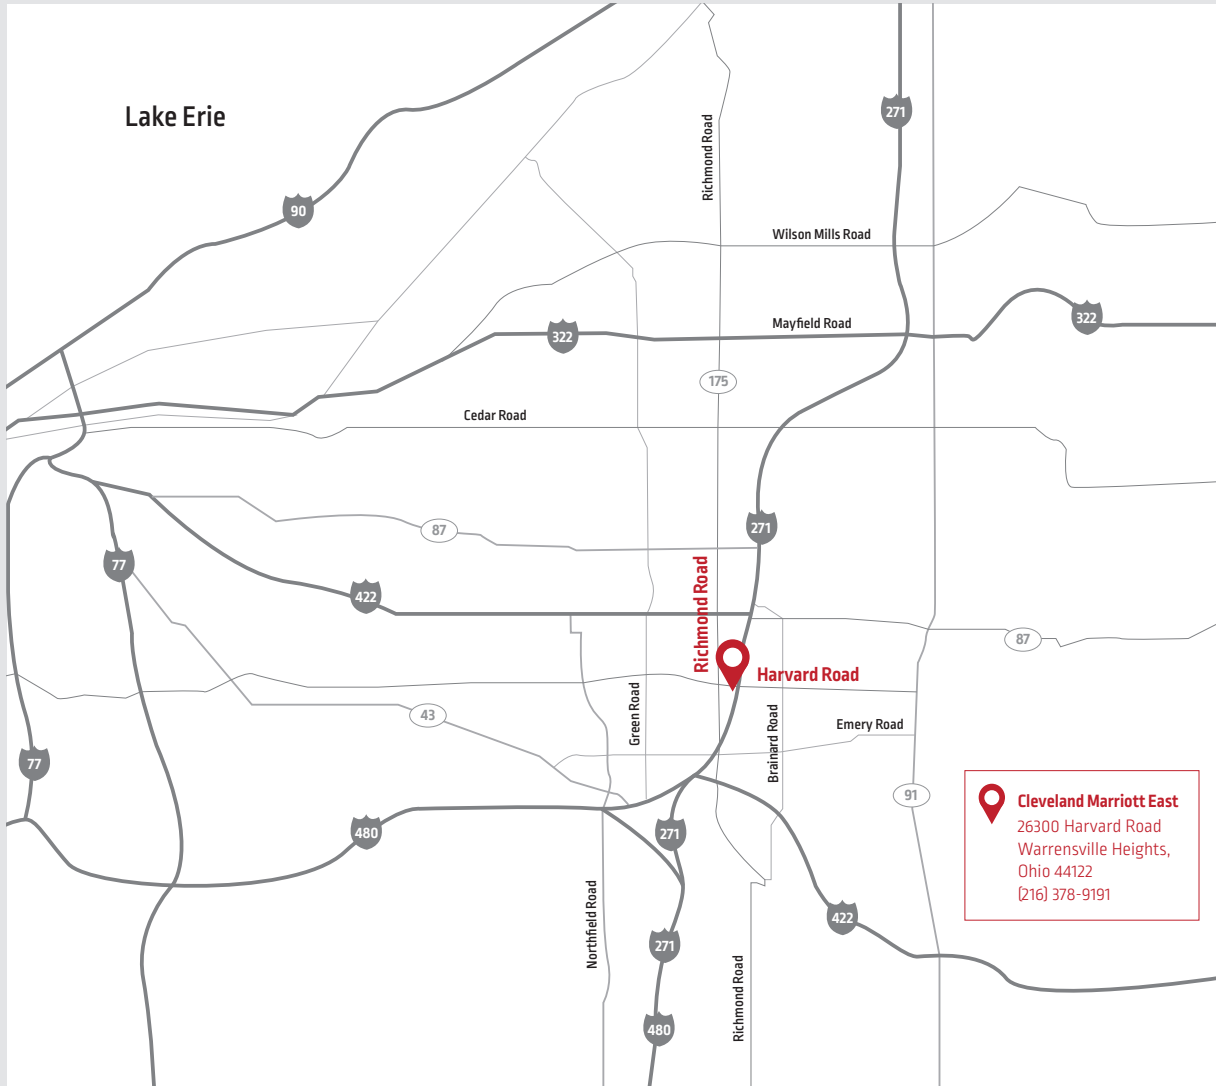 Lake Erie
271
Richmond Road
90
Wilson Mills Road
322
Mayfield Road
322
175
Cedar Road
87
271
77
422
Richmond Road
87
Harvard Road
Green Road
43
Brainard Road
Emery Road
77
91
480
271
Cleveland Marriott East
26300 Harvard Road
Warrensville Heights,
Ohio 44122
(216) 378-9191
422
Northfield Road
271
Richmond Road
480